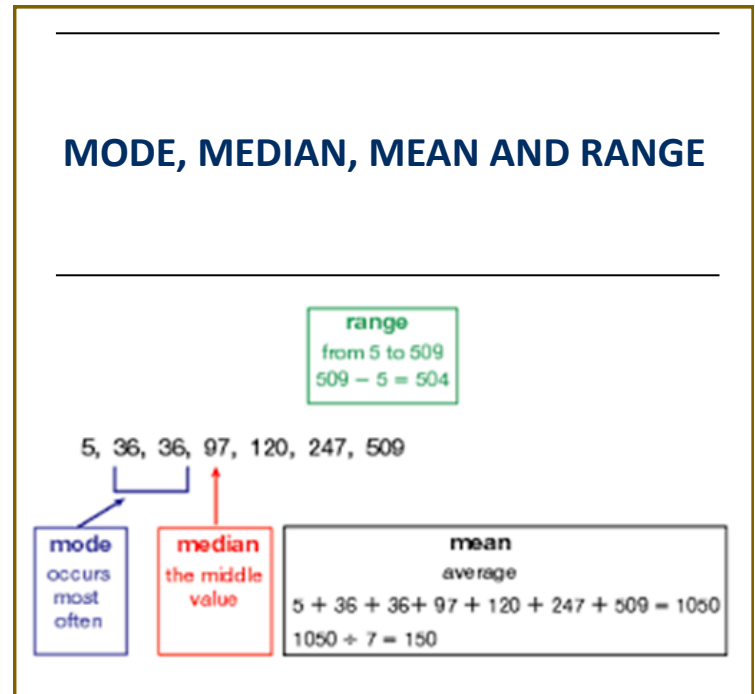 MODE, MEDIAN, MEAN AND RANGE
range
from 5 to 509
509 − 5 = 504
5, 36, 36, 97, 120, 247, 509
mode
occurs
most
often
median
the middle
value
mean
average
5 + 36 + 36+ 97 + 120 + 247 + 509 = 1050
1050 ÷ 7 = 150